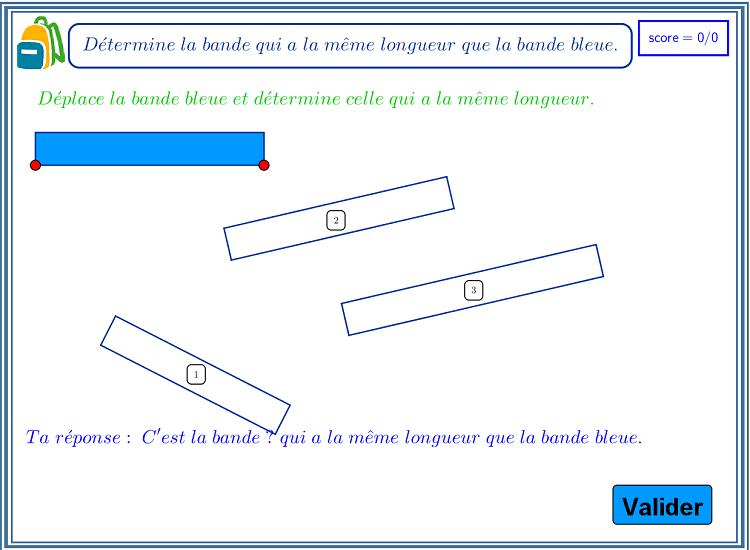 Détermine la bande qui a la même longueur que la bande bleue.
score = 0/0
Déplace la bande bleue et détermine celle qui a la même longueur.
2
3
1
Ta réponse : C'est la bande ? qui a la même longueur que la bande bleue.
Valider